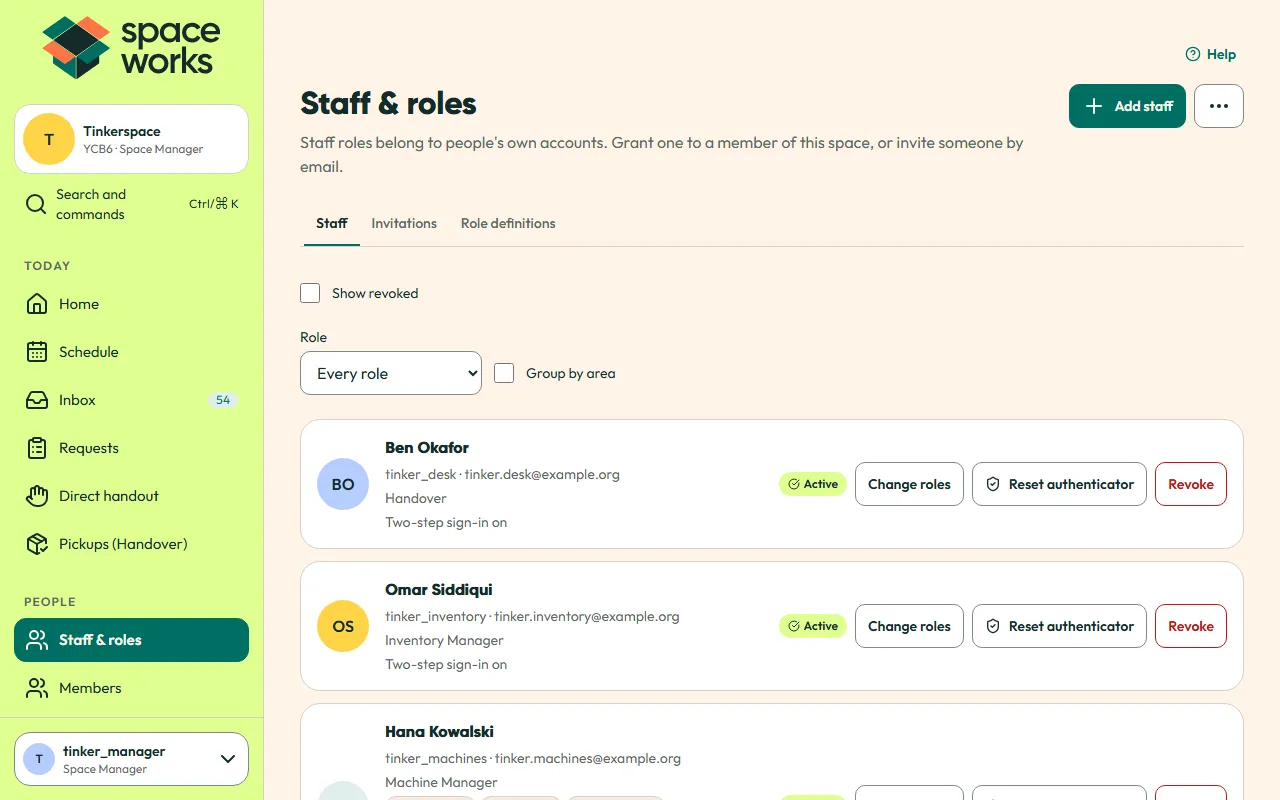 space
works
T
Tinkerspace
YCB6 · Space Manager
Search and
commands
Ctrl/⌘ K
TODAY
Home
Schedule
Inbox
54
Requests
Direct handout
Pickups (Handover)
PEOPLE
Staff & roles
Members
T
tinker_manager
Space Manager
Help
Staff & roles
Add staff
Staff roles belong to people's own accounts. Grant one to a member of this space, or invite someone by
email.
Staff
Invitations
Role definitions
Show revoked
Role
Every role
Group by area
BO
Ben Okafor
tinker_desk · tinker.desk@example.org
Handover
Two-step sign-in on
Active
Change roles
Reset authenticator
Revoke
OS
Omar Siddiqui
tinker_inventory · tinker.inventory@example.org
Inventory Manager
Two-step sign-in on
Active
Change roles
Reset authenticator
Revoke
Hana Kowalski
tinker_machines · tinker.machines@example.org
Machine Manager